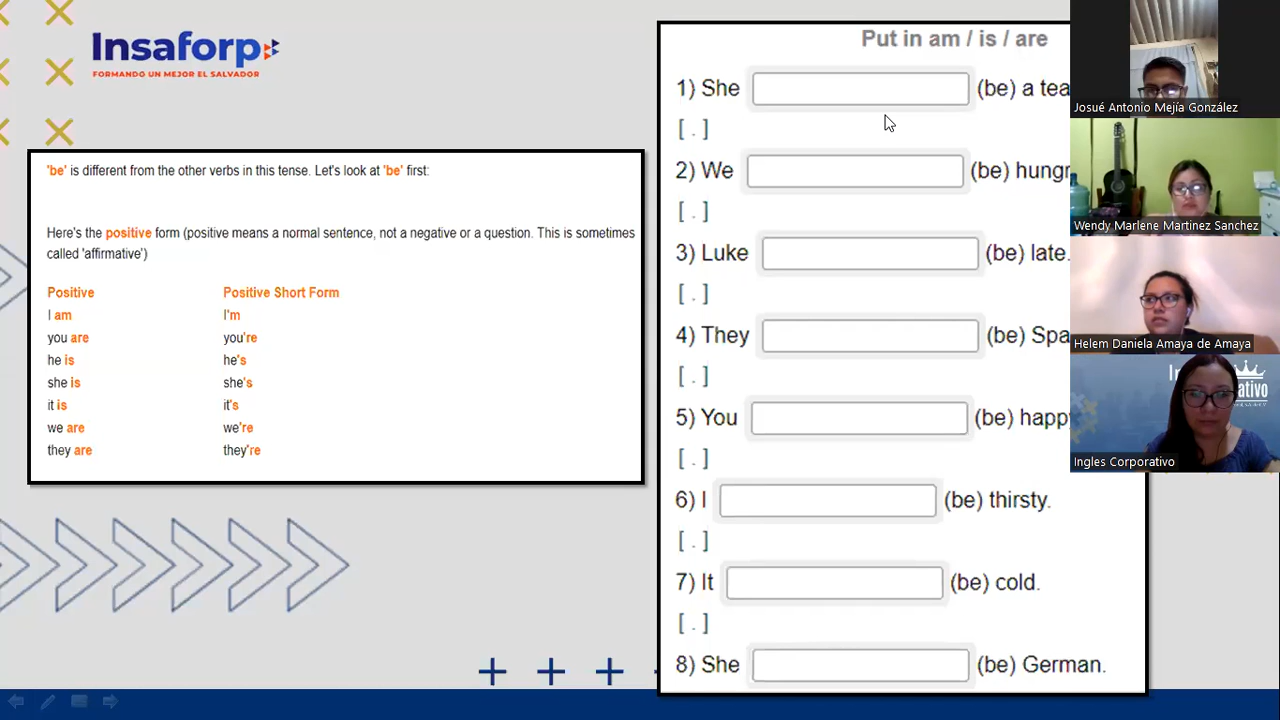 Insaforp
FORMANDO UN MEJOR EL SALVADOR
'be' is different from the other verbs in this tense. Let's look at 'be' first:
Here's the positive form (positive means a normal sentence, not a negative or a question. This is sometimes
called 'affirmative')
Positive Positive Short Form
I am I'm
you are you're
he is he's
she is she's
it is it's
we are we're
they are they're
Put in am / is / are
1) She (be) a tea
[ . ]
2) We (be) hungr
[ . ]
3) Luke (be) late.
[ . ]
4) They (be) Spa
[ . ]
5) You (be) happy
[ . ]
6) I (be) thirsty.
[ . ]
7) It (be) cold.
[ . ]
8) She (be) German.
Josué Antonio Mejía González
Wendy Marlene Martinez Sanchez
Helem Daniela Amaya de Amaya
Ingles Corporativo